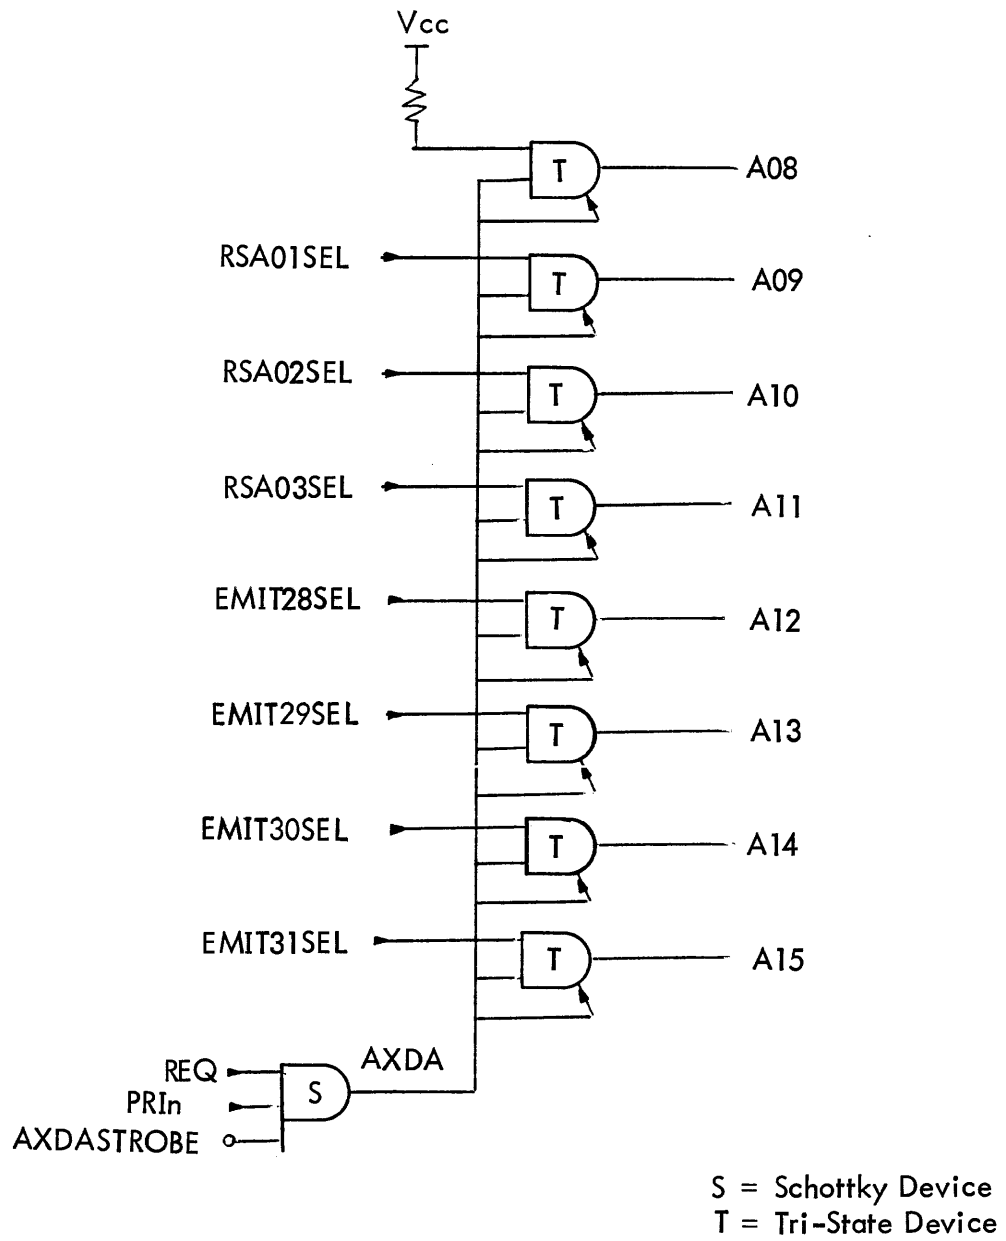 Vcc
T A08
RSA01SEL T A09
RSA02SEL T A10
RSA03SEL T A11
EMIT28SEL T A12
EMIT29SEL T A13
EMIT30SEL T A14
EMIT31SEL T A15
AXDA
REQ
S
PRIn
AXDASTROBE
S = Schottky Device
T = Tri-State Device